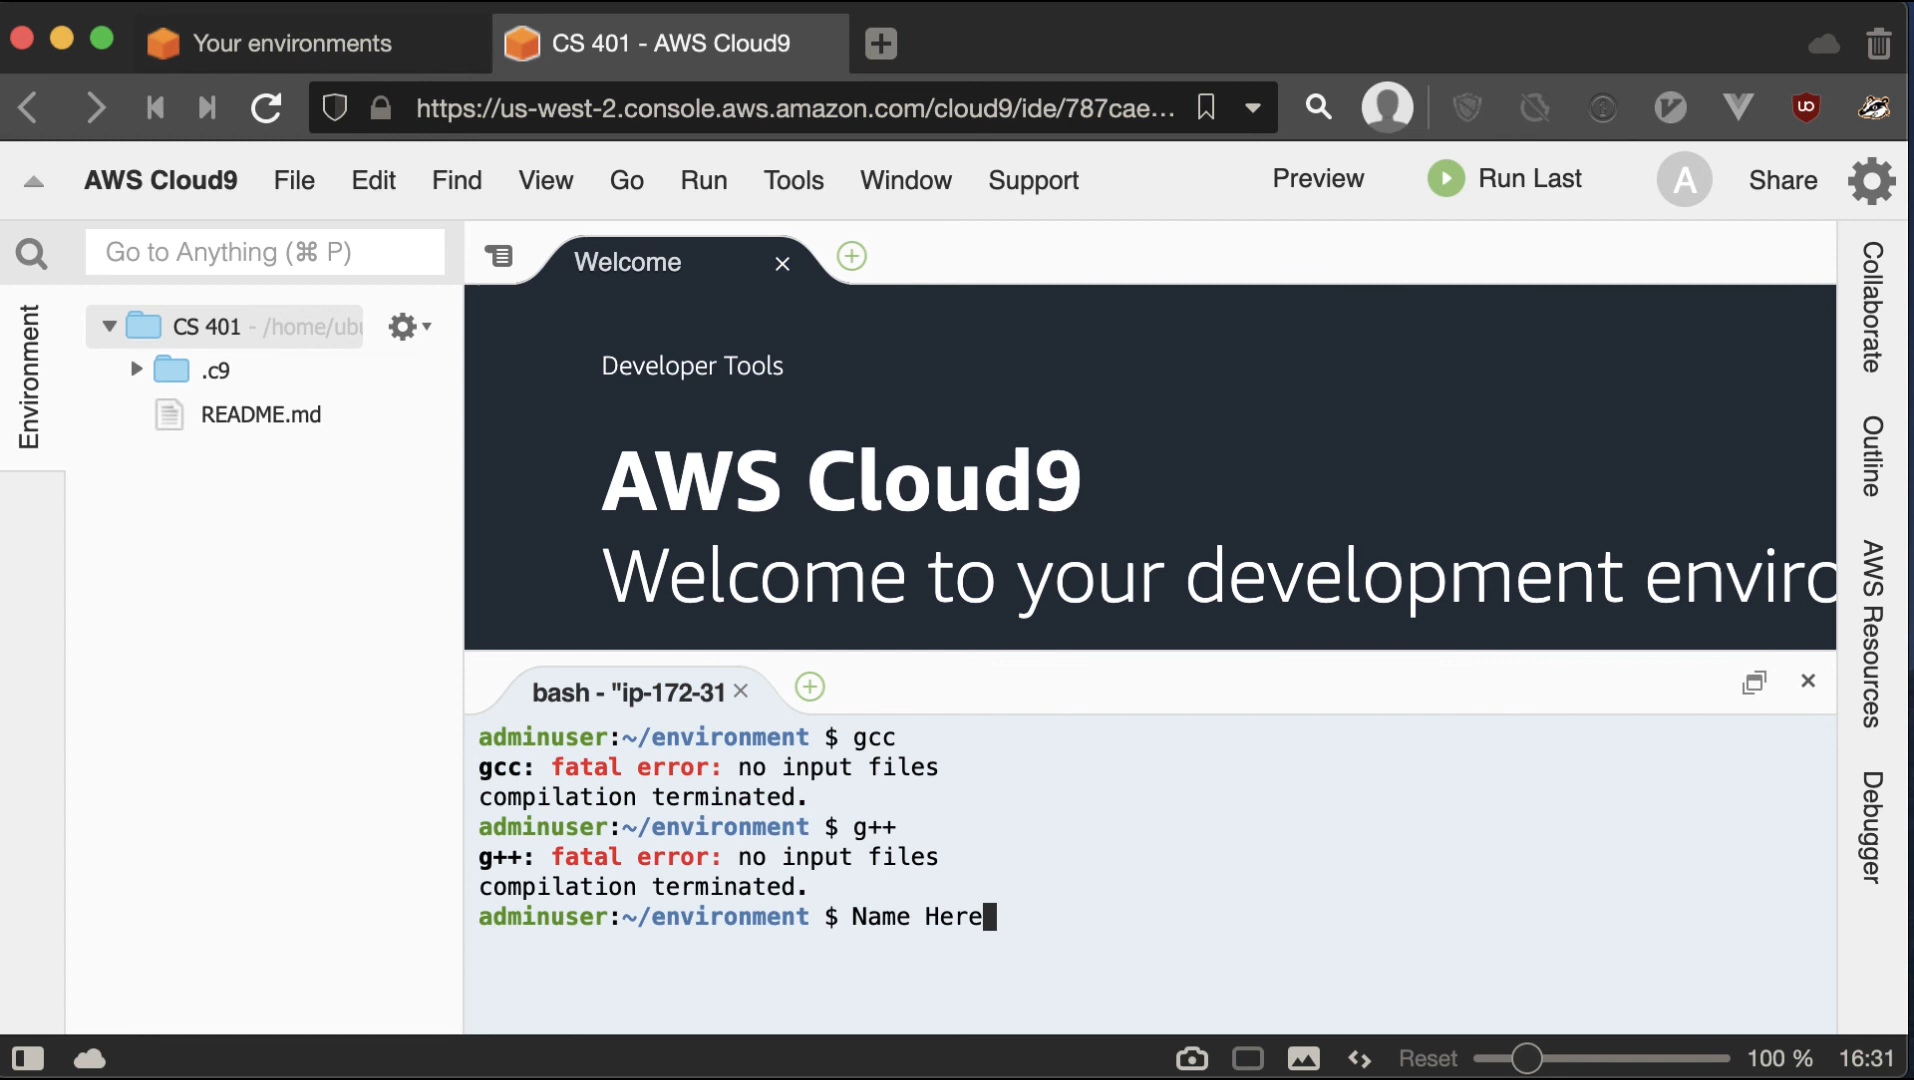 Your environments
CS 401 - AWS Cloud9
https://us-west-2.console.aws.amazon.com/cloud9/ide/787cae...
AWS Cloud9 File Edit Find View Go Run Tools Window Support Preview Run Last A Share
Go to Anything (⌘ P)
Environment
CS 401 - /home/ubu
.c9
README.md
Welcome
Developer Tools
AWS Cloud9
Welcome to your development enviro
Collaborate
Outline
AWS Resources
Debugger
bash - "ip-172-31
adminuser:~/environment $ gcc
gcc: fatal error: no input files
compilation terminated.
adminuser:~/environment $ g++
g++: fatal error: no input files
compilation terminated.
adminuser:~/environment $ Name Here
Reset 100 % 16:31